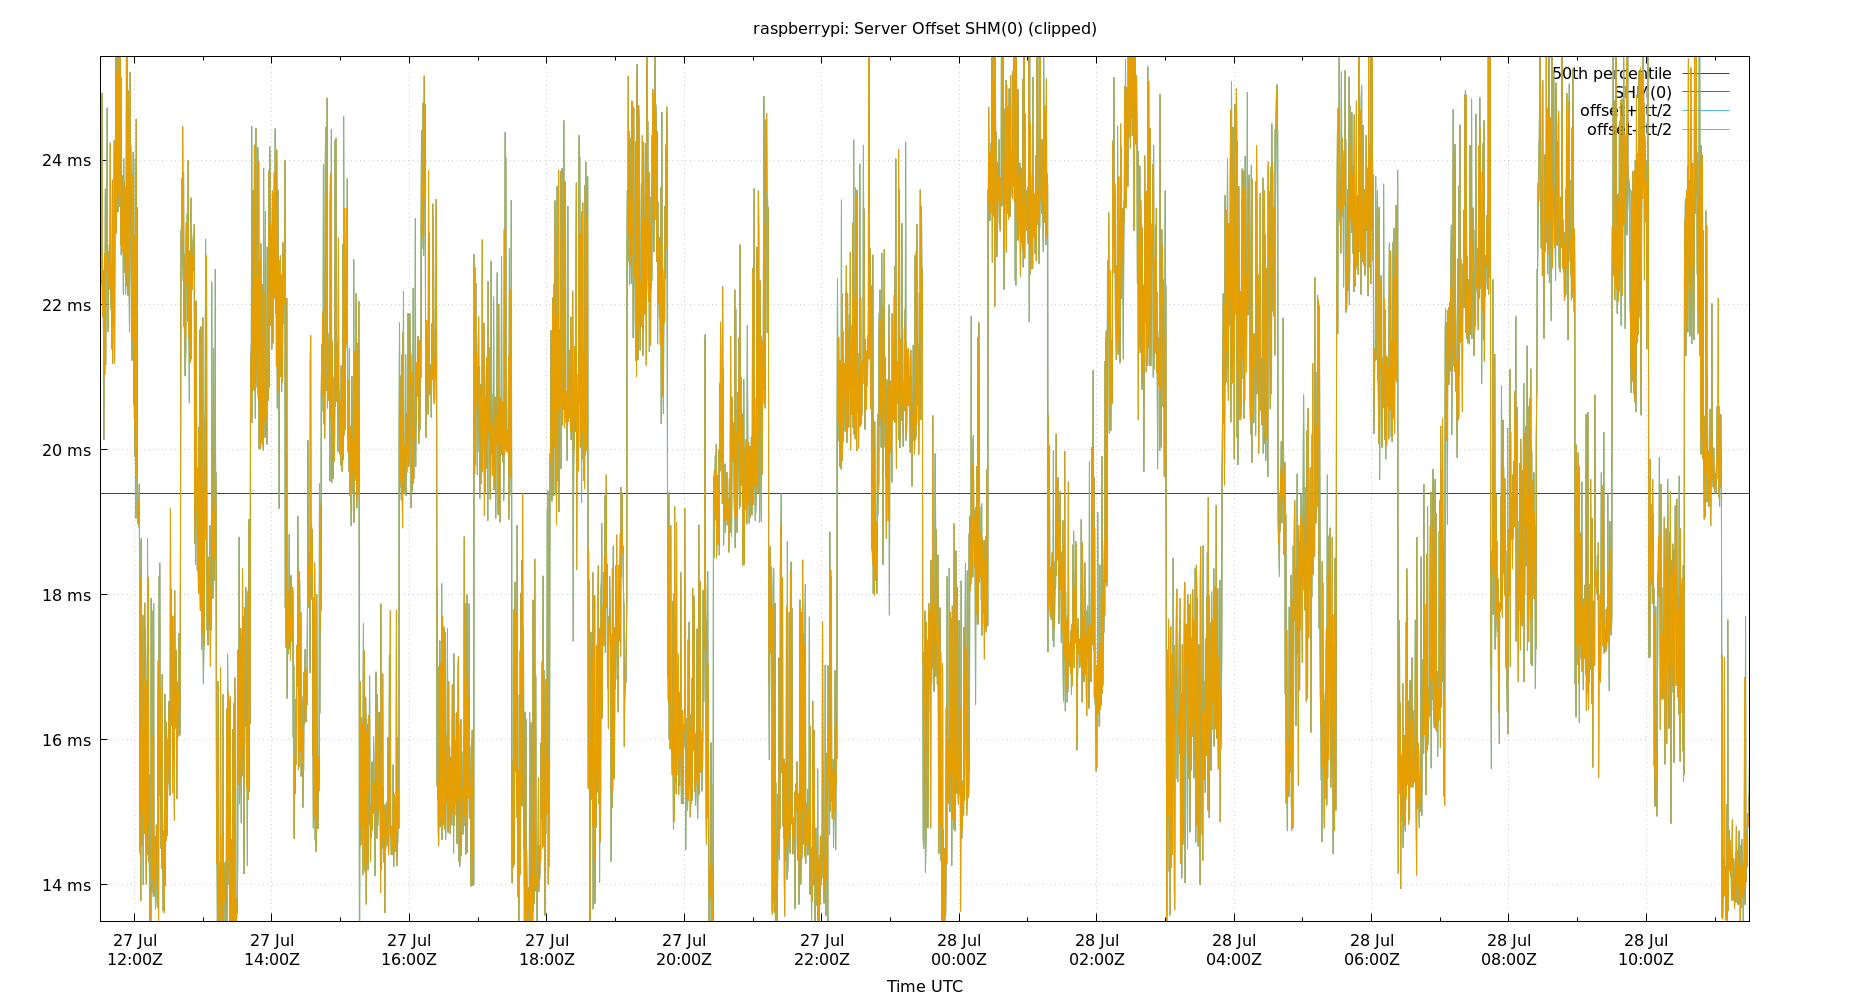 raspberrypi: Server Offset SHM(0) (clipped)
50th percentile
SHM(0)
offset+rtt/2
offset-rtt/2
24 ms
22 ms
20 ms
18 ms
16 ms
14 ms
27 Jul 27 Jul 27 Jul 27 Jul 27 Jul 27 Jul 28 Jul 28 Jul 28 Jul 28 Jul 28 Jul 28 Jul
12:00Z 14:00Z 16:00Z 18:00Z 20:00Z 22:00Z 00:00Z 02:00Z 04:00Z 06:00Z 08:00Z 10:00Z
Time UTC